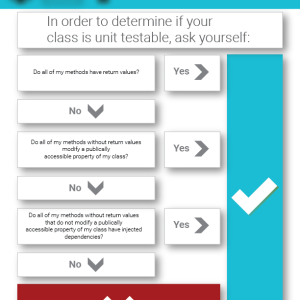 In order to determine if your
class is unit testable, ask yourself:
Do all of my methods have return values?
Yes
No
Do all of my methods without return values
modify a publically
accessible property of my class?
Yes
No
Do all of my methods without return values
that do not modify a publically
accessible property of my class have injected
dependencies?
Yes
No